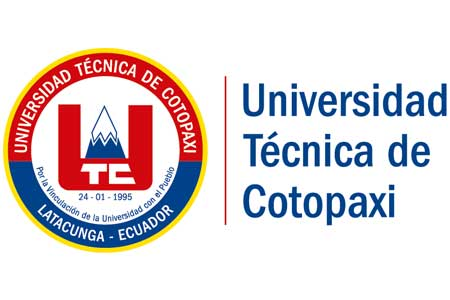 UNIVERSIDAD TÉCNICA DE COTOPAXI
U
TC
24 - 01 - 1995
Por la Vinculación de la Universidad con el Pueblo
LATACUNGA - ECUADOR
Universidad
Técnica de
Cotopaxi